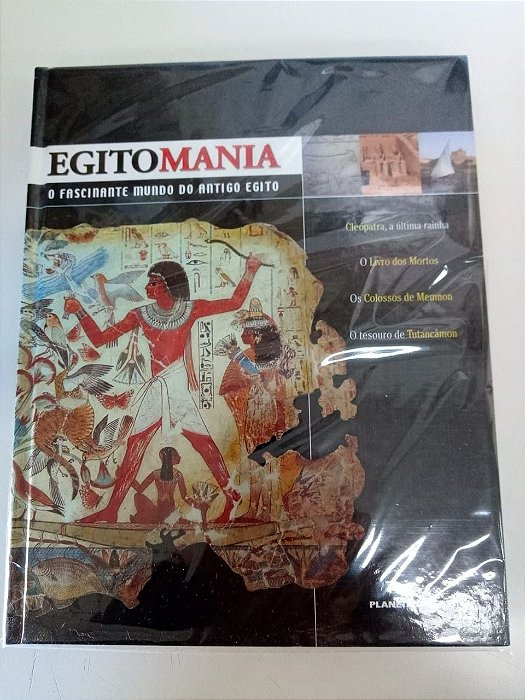 EGITOMANIA
O FASCINANTE MUNDO DO ANTIGO EGITO
Cleópatra, a última rainha
O Livro dos Mortos
Os Colossos de Memnon
O tesouro de Tutancâmon